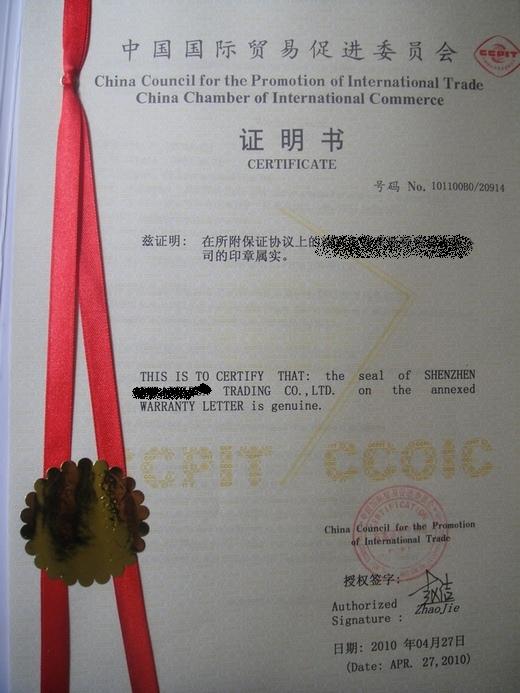 中国国际贸易促进委员会
CCPIT
China Council for the Promotion of International Trade
China Chamber of International Commerce
证明书
CERTIFICATE
号码 No. 101100B0/20914
兹证明: 在所附保证协议上的
司的印章属实。
THIS IS TO CERTIFY THAT: the seal of SHENZHEN
TRADING CO.,LTD. on the annexed
WARRANTY LETTER is genuine.
CCPIT CCOIC
China Council for the Promotion
of International Trade
授权签字:
Authorized
Signature :
ZhaoJie
日期: 2010 年04月27日
(Date: APR. 27,2010)